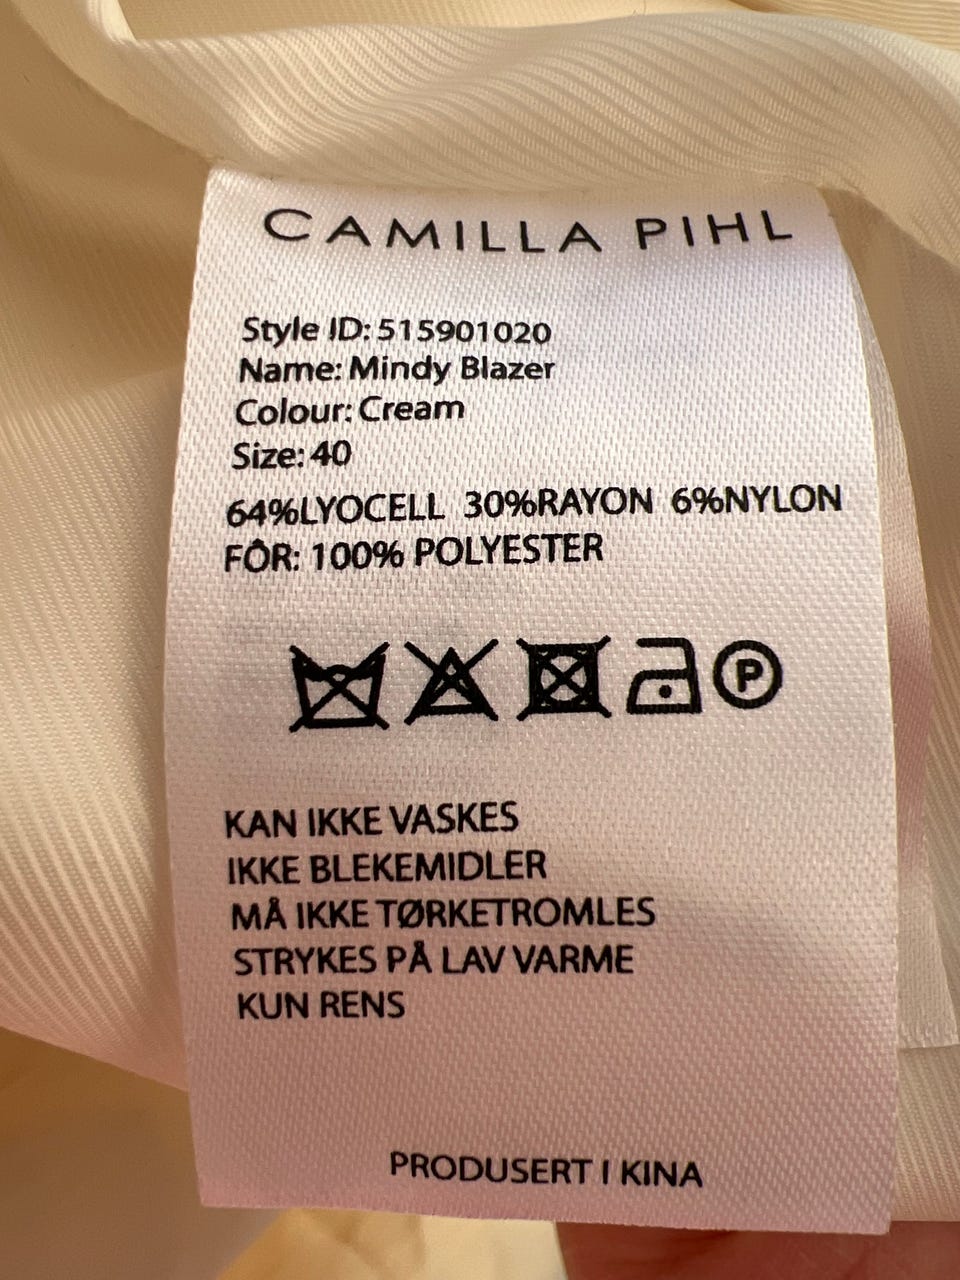 CAMILLA PIHL
Style ID: 515901020
Name: Mindy Blazer
Colour: Cream
Size: 40
64%LYOCELL 30%RAYON 6%NYLON
FÔR: 100% POLYESTER
P
KAN IKKE VASKES
IKKE BLEKEMIDLER
MÅ IKKE TØRKETROMLES
STRYKES PÅ LAV VARME
KUN RENS
PRODUSERT I KINA